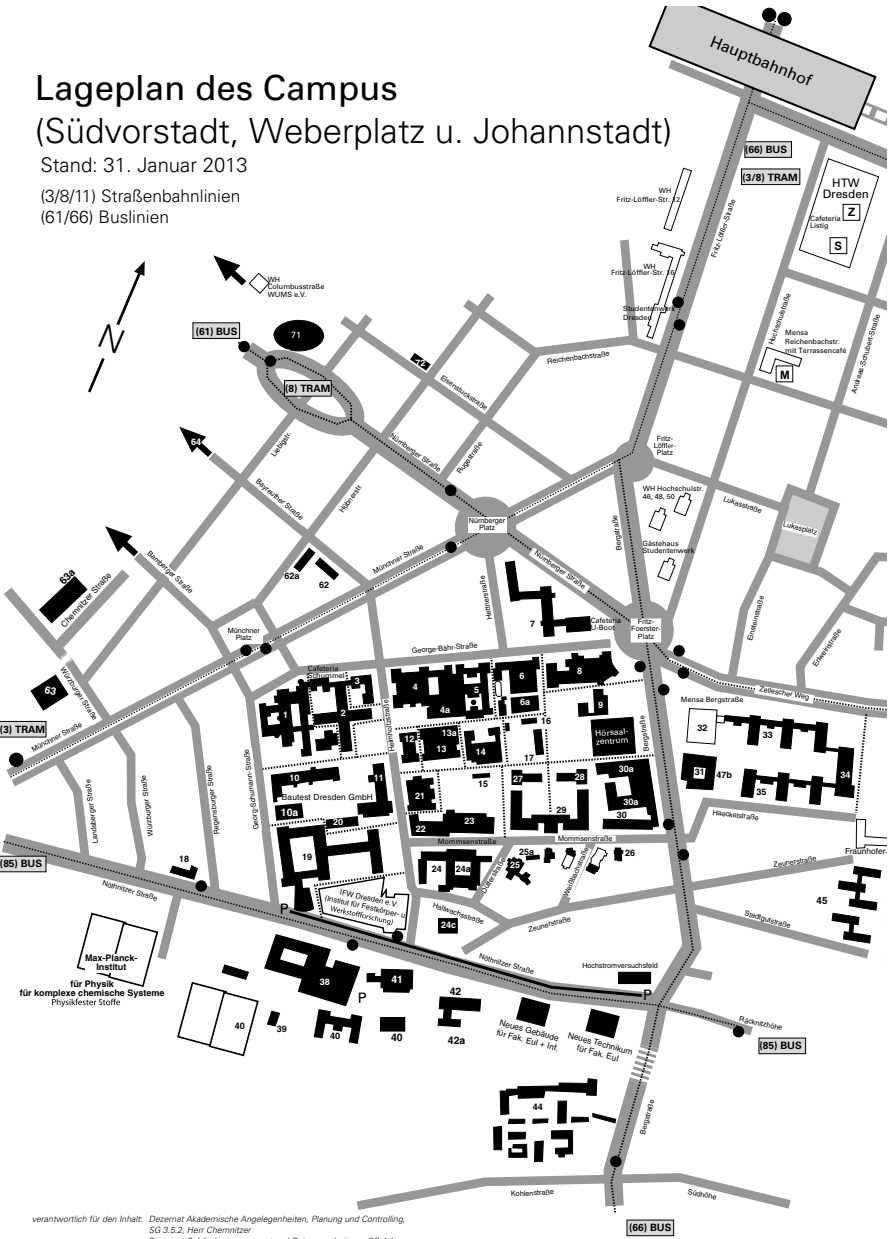 Hauptbahnhof
Lageplan des Campus
(Südvorstadt, Weberplatz u. Johannstadt)
Stand: 31. Januar 2013
(3/8/11) Straßenbahnlinien
(61/66) Buslinien
(66) BUS
(3/8) TRAM
HTW
Dresden
Cafeteria
Listig
Z
S
WH
Fritz-Löffler-Str. 12
Fritz-Löffler-Straße
WH
Fritz-Löffler-Str. 16
Studentenwerk
Dresden
Hochschulstraße
Mensa
Reichenbachstr.
mit Terrassencafé
M
Andreas-Schubert-Straße
N
WH
Columbusstraße
WUMS e.V.
(61) BUS
71
(8) TRAM
72
Reichenbachstraße
Eisenstuckstraße
Liebigstr.
Nürnberger Straße
Rugestraße
64
Bayreuther Straße
Hübnerstr.
Fritz-
Löffler-
Platz
WH Hochschulstr.
46, 48, 50
Lukasstraße
Lukasplatz
Nürnberger
Platz
Bergstraße
Gästehaus
Studentenwerk
Nürnberger Straße
Münchner Straße
Bamberger Straße
62a
62
63a
Chemnitzer Straße
Hettnerstraße
7
Cafeteria
U-Boot
Fritz-
Foerster-
Platz
Einsteinstraße
Erlweinstraße
Münchner
Platz
George-Bähr-Straße
Zellescher Weg
Würzburger Straße
63
(3) TRAM
Münchner Straße
Cafeteria
Schummel
3
1
2
4
4a
5
6
6a
8
9
Mensa Bergstraße
32
33
Helmholtzstraße
12
13a
13
14
16
17
Hörsaal-
zentrum
Bergstraße
31
47b
34
35
10
11
Bautest Dresden GmbH
10a
20
15
21
27
28
29
30a
30a
30
22
23
Landsberger Straße
Würzburger Straße
Regensburger Straße
Georg-Schumann-Straße
Haeckelstraße
Mommsenstraße
Mommsenstraße
(85) BUS
18
19
24
24a
25a
25
26
Weißbachstraße
Fraunhofer-
Zeunerstraße
Nöthnitzer Straße
IFW Dresden e.V.
(Institut für Festkörper- u.
Werkstoffforschung)
P
Hallwachsstraße
24c
Zeunerstraße
45
Stadtgutstraße
Max-Planck-
Institut
für Physik
für komplexe chemische Systeme
Physikfester Stoffe
38
41
P
Nöthnitzer Straße
Hochstromversuchsfeld
P
40
39
40
40
42
42a
Neues Gebäude
für Fak. EuI + Inf.
Neues Technikum
für Fak. EuI
Räcknitzhöhe
(85) BUS
44
Bergstraße
Kohlenstraße
Südhöhe
(66) BUS
verantwortlich für den Inhalt: Dezernat Akademische Angelegenheiten, Planung und Controlling,
SG 3.5.2, Herr Chemnitzer